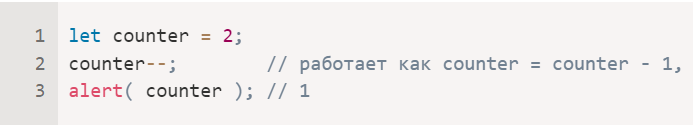 1 let counter = 2;
2 counter--;        // работает как counter = counter - 1,
3 alert( counter ); // 1